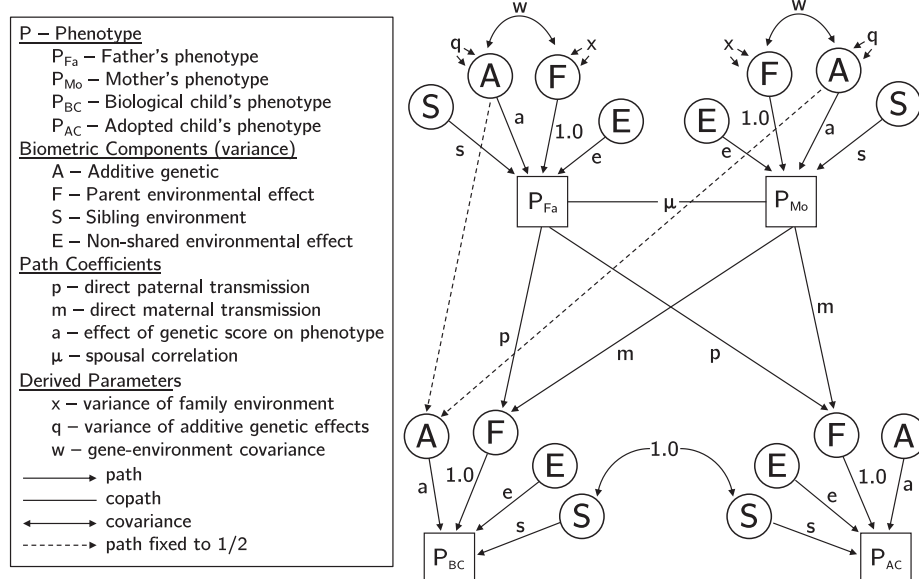 P – Phenotype
P_Fa – Father's phenotype
P_Mo – Mother's phenotype
P_BC – Biological child's phenotype
P_AC – Adopted child's phenotype
Biometric Components (variance)
A – Additive genetic
F – Parent environmental effect
S – Sibling environment
E – Non-shared environmental effect
Path Coefficients
p – direct paternal transmission
m – direct maternal transmission
a – effect of genetic score on phenotype
μ – spousal correlation
Derived Parameters
x – variance of family environment
q – variance of additive genetic effects
w – gene-environment covariance
path
copath
covariance
path fixed to 1/2
w w
q x x q
A F F A
S E E S
a 1.0 1.0 a
s e e s
P_Fa μ P_Mo
p m p m
A F F A
E 1.0 E
a 1.0 1.0 a
e e
S S
s s
P_BC P_AC